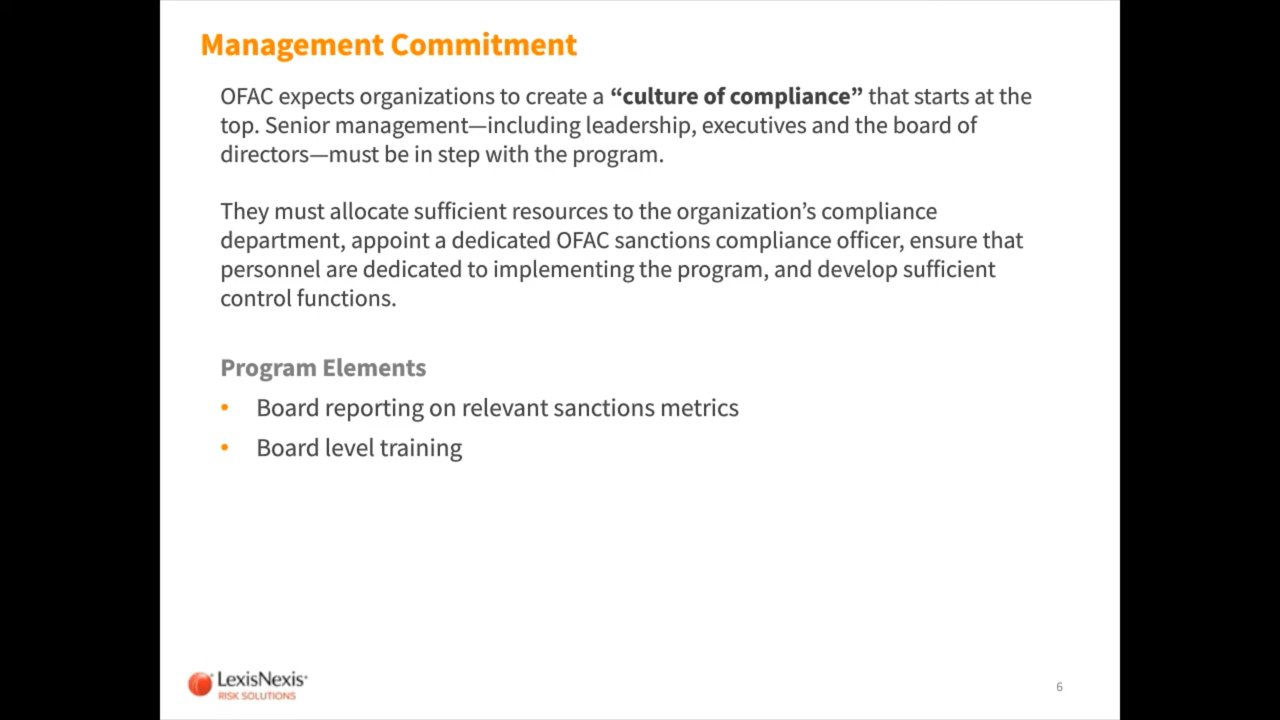 Management Commitment
OFAC expects organizations to create a “culture of compliance” that starts at the
top. Senior management—including leadership, executives and the board of
directors—must be in step with the program.
They must allocate sufficient resources to the organization’s compliance
department, appoint a dedicated OFAC sanctions compliance officer, ensure that
personnel are dedicated to implementing the program, and develop sufficient
control functions.
Program Elements
• Board reporting on relevant sanctions metrics
• Board level training
LexisNexis
RISK SOLUTIONS
6